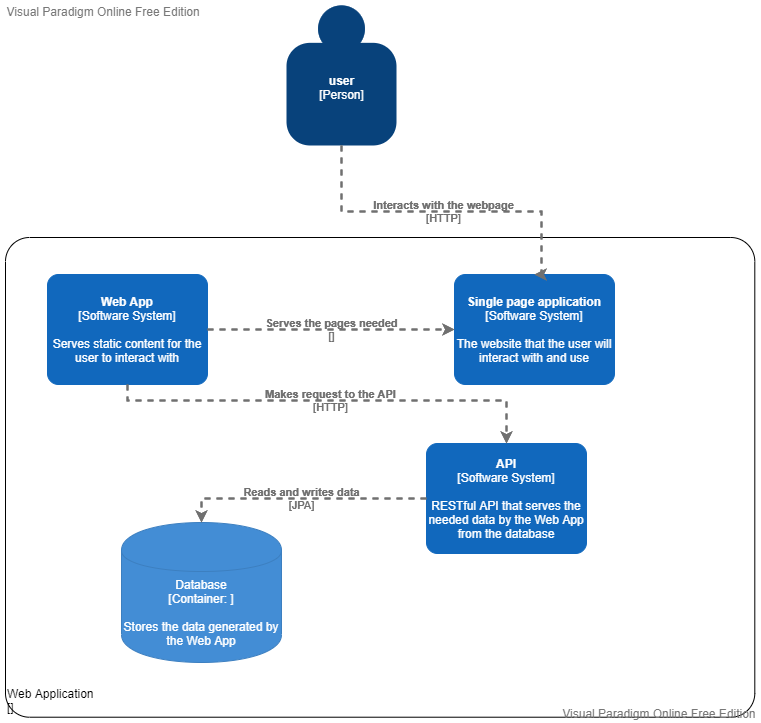 Visual Paradigm Online Free Edition
user
[Person]
Interacts with the webpage
[HTTP]
Web App
[Software System]
Serves static content for the
user to interact with
Serves the pages needed
[]
Single page application
[Software System]
The website that the user will
interact with and use
Makes request to the API
[HTTP]
API
[Software System]
RESTful API that serves the
needed data by the Web App
from the database
Reads and writes data
[JPA]
Database
[Container: ]
Stores the data generated by
the Web App
Web Application
[]
Visual Paradigm Online Free Edition